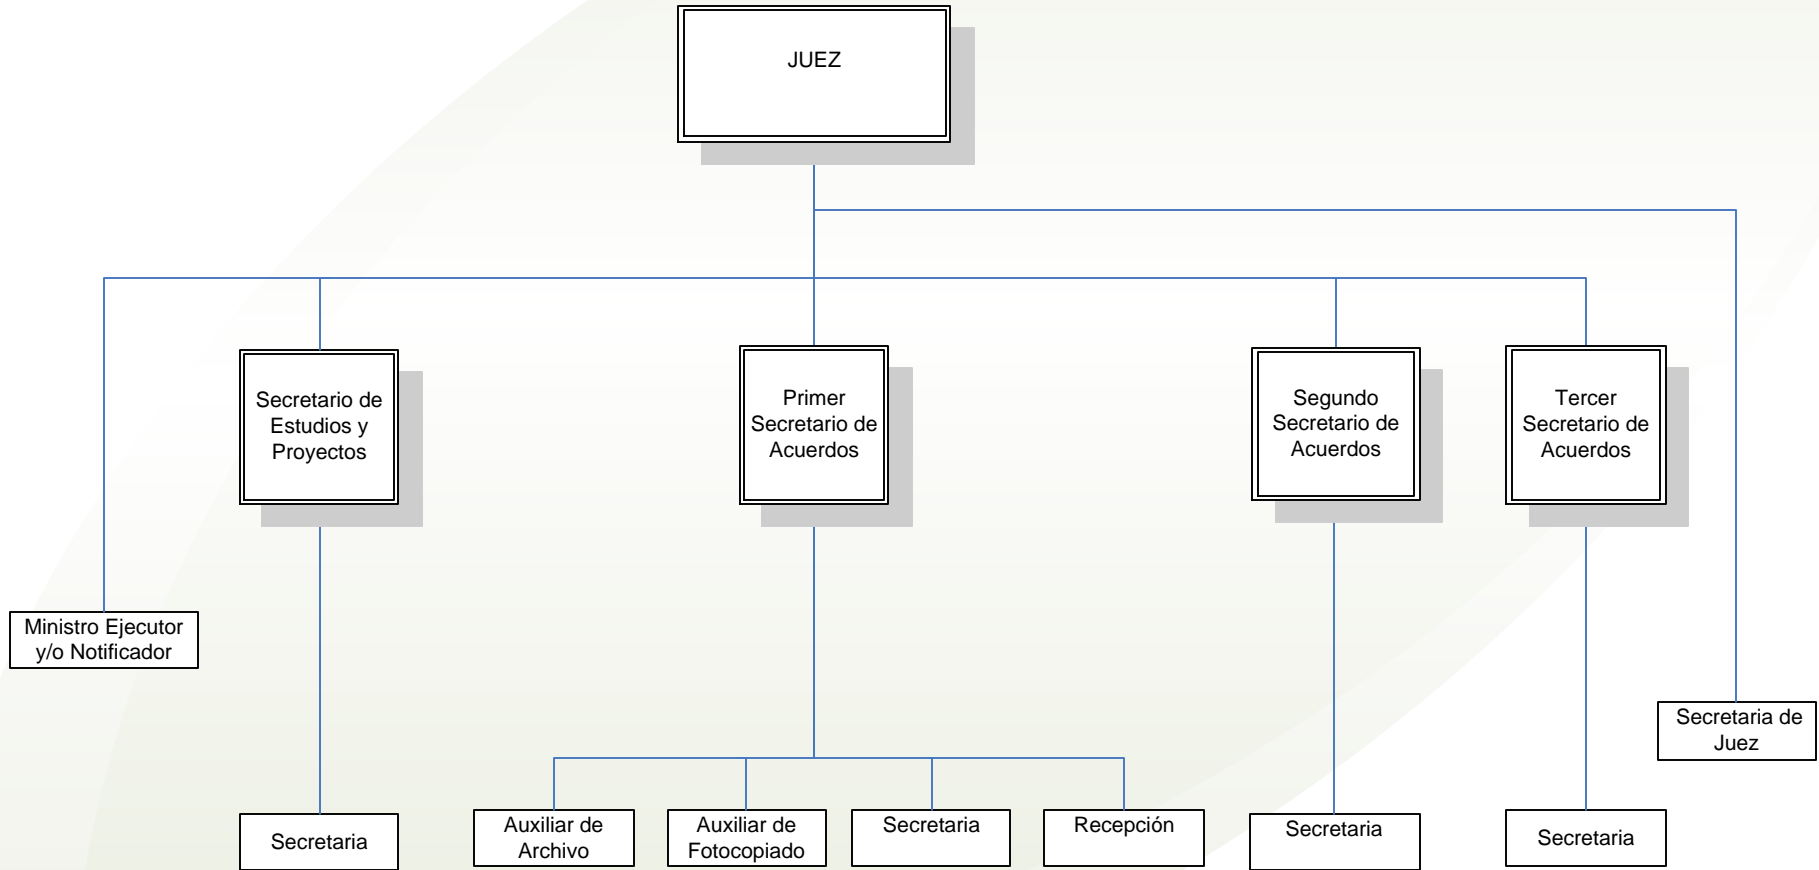 JUEZ
Secretario de
Estudios y
Proyectos
Primer
Secretario de
Acuerdos
Segundo
Secretario de
Acuerdos
Tercer
Secretario de
Acuerdos
Ministro Ejecutor
y/o Notificador
Secretaria de
Juez
Secretaria
Auxiliar de
Archivo
Auxiliar de
Fotocopiado
Secretaria
Recepción
Secretaria
Secretaria